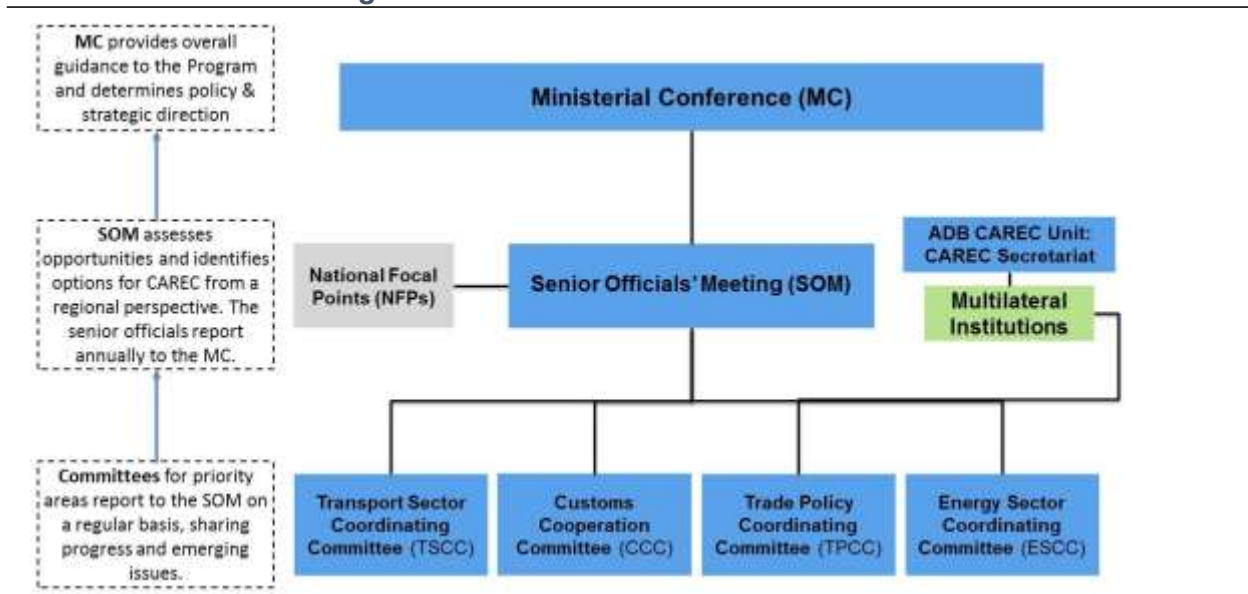 MC provides overall
guidance to the Program
and determines policy &
strategic direction
Ministerial Conference (MC)
SOM assesses
opportunities and identifies
options for CAREC from a
regional perspective. The
senior officials report
annually to the MC.
National Focal
Points (NFPs)
Senior Officials' Meeting (SOM)
ADB CAREC Unit:
CAREC Secretariat
Multilateral
Institutions
Committees for priority
areas report to the SOM on
a regular basis, sharing
progress and emerging
issues.
Transport Sector
Coordinating
Committee (TSCC)
Customs
Cooperation
Committee (CCC)
Trade Policy
Coordinating
Committee (TPCC)
Energy Sector
Coordinating
Committee (ESCC)